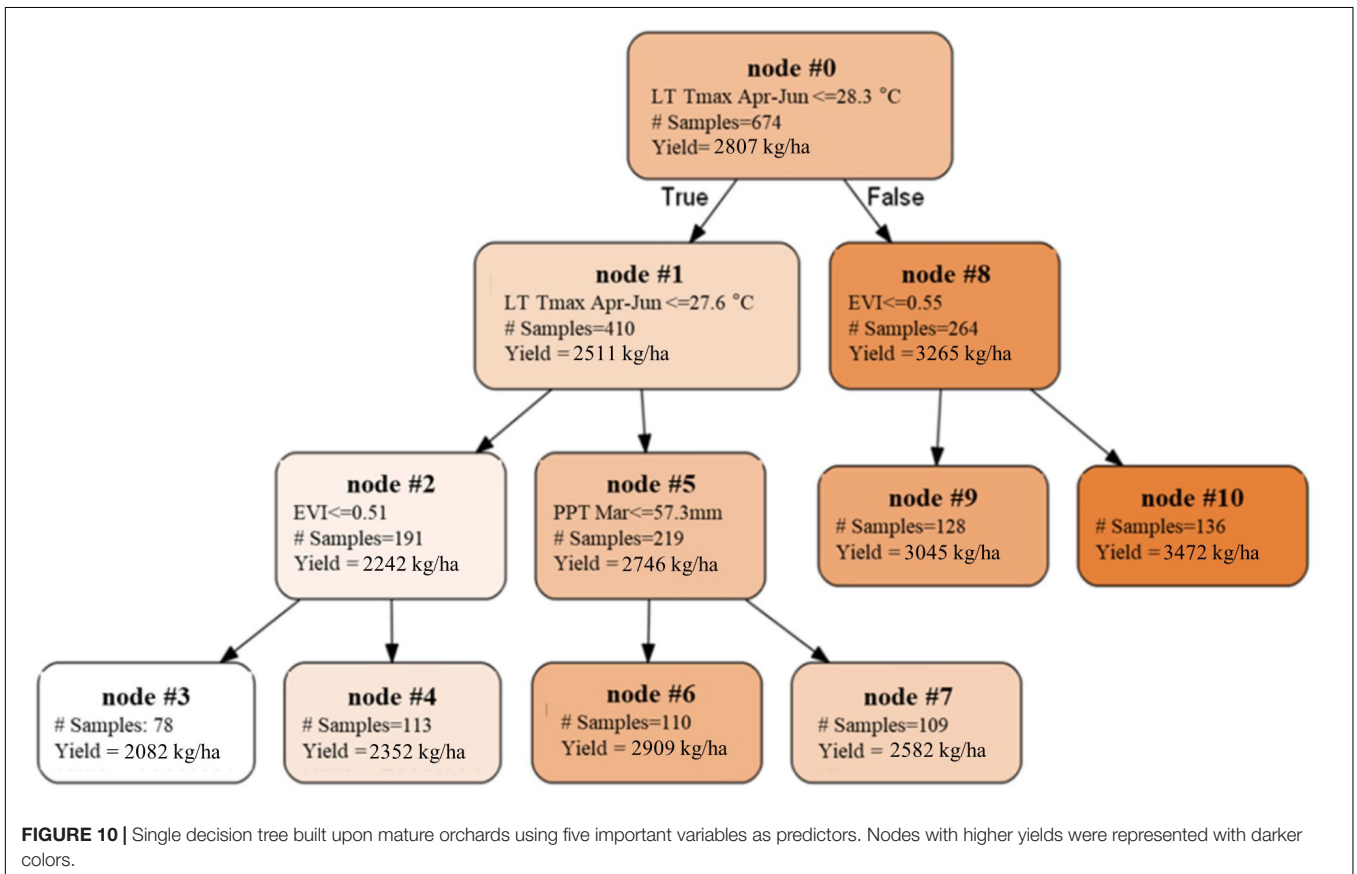 node #0
LT Tmax Apr-Jun <=28.3 °C
# Samples=674
Yield= 2807 kg/ha
True
False
node #1
LT Tmax Apr-Jun <=27.6 °C
# Samples=410
Yield = 2511 kg/ha
node #8
EVI<=0.55
# Samples=264
Yield = 3265 kg/ha
node #2
EVI<=0.51
# Samples=191
Yield = 2242 kg/ha
node #5
PPT Mar<=57.3mm
# Samples=219
Yield = 2746 kg/ha
node #9
# Samples=128
Yield = 3045 kg/ha
node #10
# Samples=136
Yield = 3472 kg/ha
node #3
# Samples: 78
Yield = 2082 kg/ha
node #4
# Samples=113
Yield = 2352 kg/ha
node #6
# Samples=110
Yield = 2909 kg/ha
node #7
# Samples=109
Yield = 2582 kg/ha
FIGURE 10 | Single decision tree built upon mature orchards using five important variables as predictors. Nodes with higher yields were represented with darker
colors.